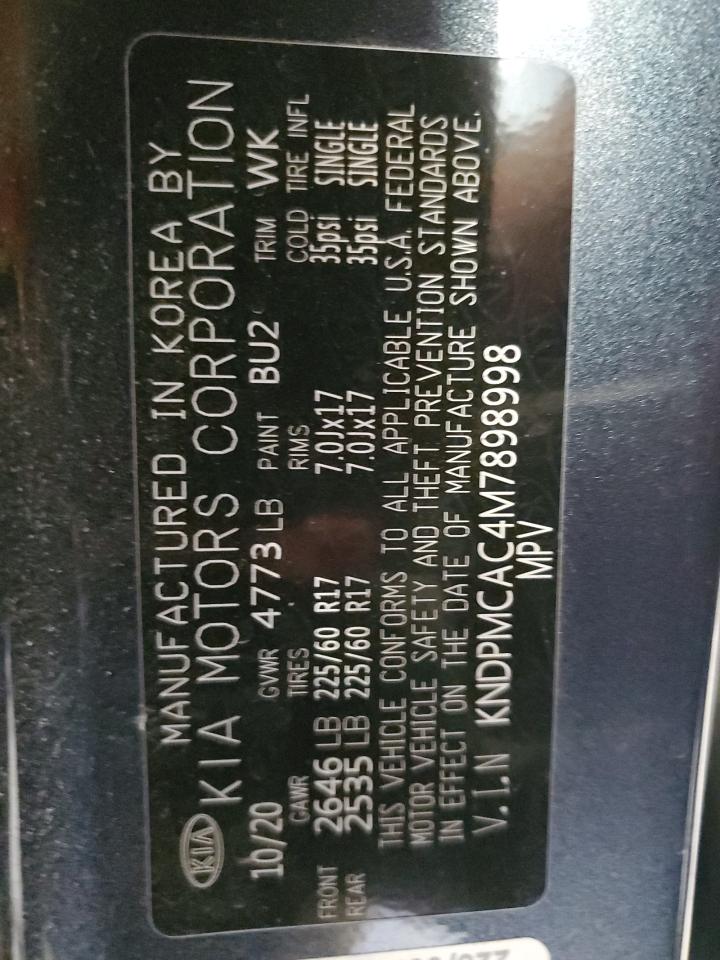 KIA
MANUFACTURED IN KOREA BY
KIA MOTORS CORPORATION
10/20 GVWR 4773 LB PAINT BU2 TRIM WK
GAWR TIRES RIMS COLD TIRE INFL
FRONT 2646 LB 225/60 R17 7.0Jx17 35psi SINGLE
REAR 2535 LB 225/60 R17 7.0Jx17 35psi SINGLE
THIS VEHICLE CONFORMS TO ALL APPLICABLE U.S.A. FEDERAL
MOTOR VEHICLE SAFETY AND THEFT PREVENTION STANDARDS
IN EFFECT ON THE DATE OF MANUFACTURE SHOWN ABOVE.
V.I.N KNDPMCAC4M7898998
MPV